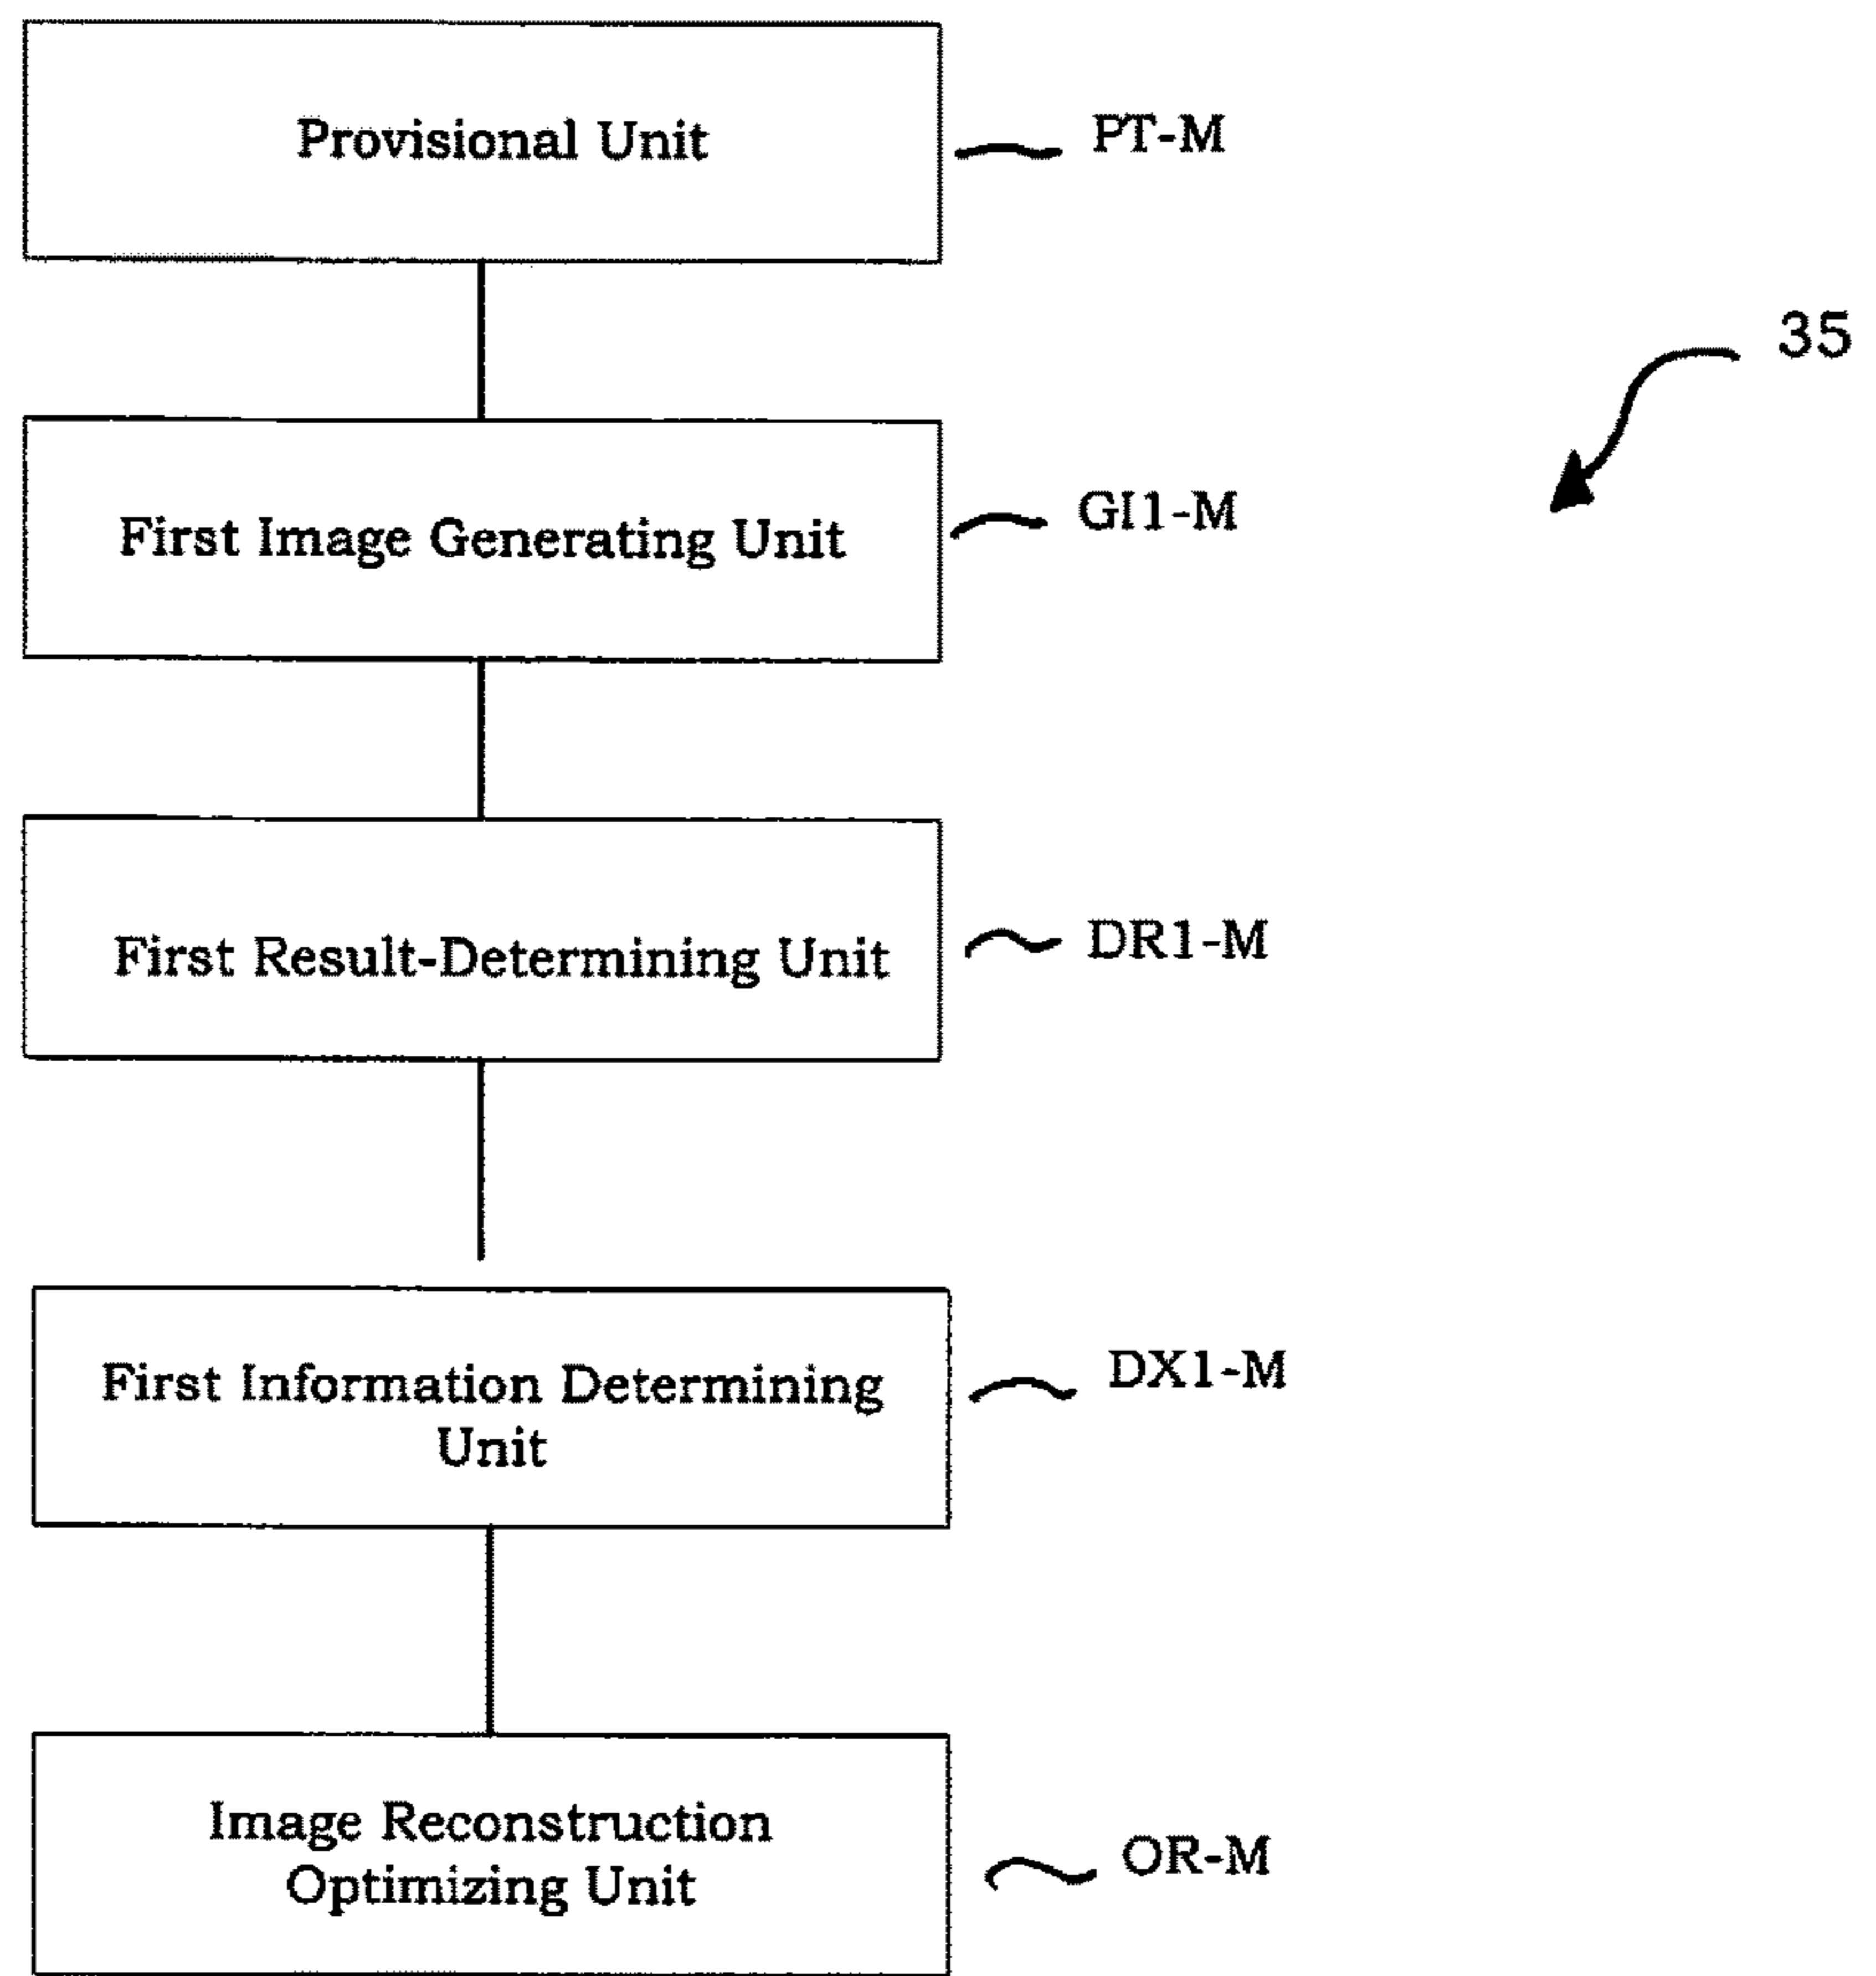 Provisional Unit
PT-M
35
First Image Generating Unit
GI1-M
First Result-Determining Unit
DR1-M
First Information Determining
Unit
DX1-M
Image Reconstruction
Optimizing Unit
OR-M